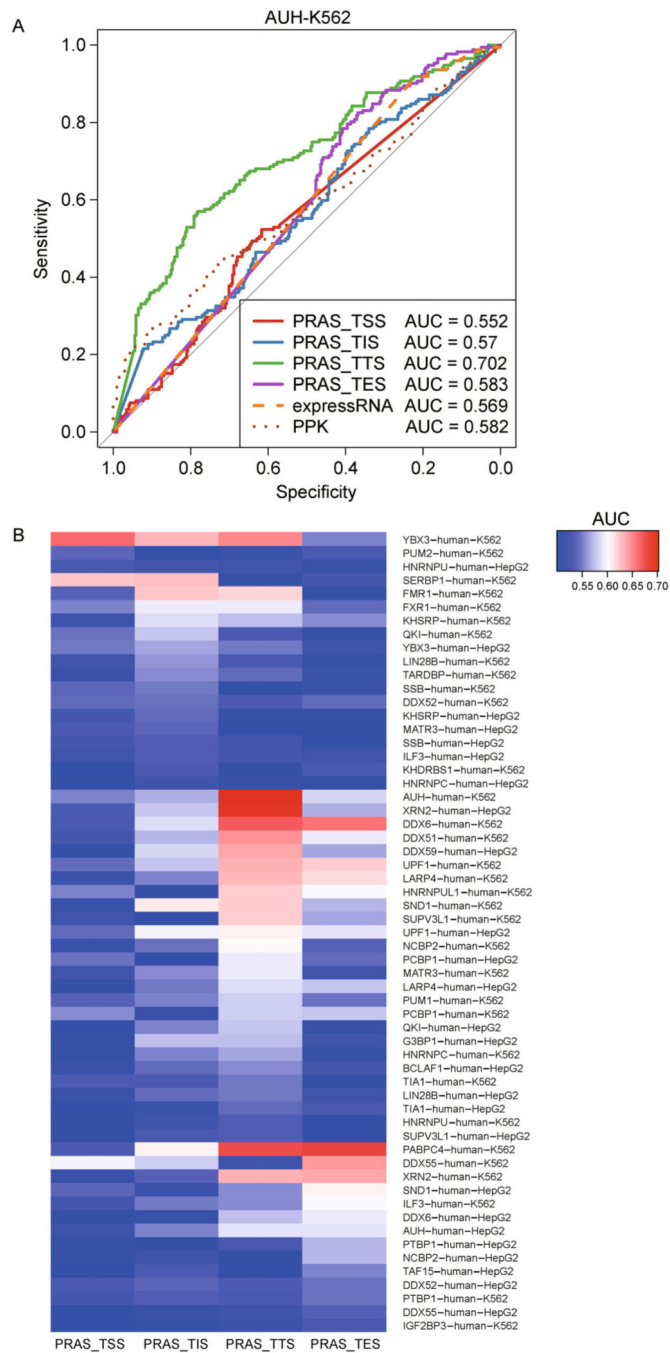 A
AUH-K562
Sensitivity
1.0
0.8
0.6
0.4
0.2
0.0
PRAS_TSS AUC = 0.552
PRAS_TIS AUC = 0.57
PRAS_TTS AUC = 0.702
PRAS_TES AUC = 0.583
expressRNA AUC = 0.569
PPK AUC = 0.582
1.0 0.8 0.6 0.4 0.2 0.0
Specificity
B
AUC
0.55 0.60 0.65 0.70
YBX3−human−K562
PUM2−human−K562
HNRNPU−human−HepG2
SERBP1−human−K562
FMR1−human−K562
FXR1−human−K562
KHSRP−human−K562
QKI−human−K562
YBX3−human−HepG2
LIN28B−human−K562
TARDBP−human−K562
SSB−human−K562
DDX52−human−K562
KHSRP−human−HepG2
MATR3−human−HepG2
SSB−human−HepG2
ILF3−human−HepG2
KHDRBS1−human−K562
HNRNPC−human−HepG2
AUH−human−K562
XRN2−human−HepG2
DDX6−human−K562
DDX51−human−K562
DDX59−human−HepG2
UPF1−human−K562
LARP4−human−K562
HNRNPUL1−human−K562
SND1−human−K562
SUPV3L1−human−K562
UPF1−human−HepG2
NCBP2−human−K562
PCBP1−human−HepG2
MATR3−human−K562
LARP4−human−HepG2
PUM1−human−K562
PCBP1−human−K562
QKI−human−HepG2
G3BP1−human−HepG2
HNRNPC−human−K562
BCLAF1−human−HepG2
TIA1−human−K562
LIN28B−human−HepG2
TIA1−human−HepG2
HNRNPU−human−K562
SUPV3L1−human−HepG2
PABPC4−human−K562
DDX55−human−K562
XRN2−human−K562
SND1−human−HepG2
ILF3−human−K562
DDX6−human−HepG2
AUH−human−HepG2
PTBP1−human−HepG2
NCBP2−human−HepG2
TAF15−human−HepG2
DDX52−human−HepG2
PTBP1−human−K562
DDX55−human−HepG2
IGF2BP3−human−K562
PRAS_TSS PRAS_TIS PRAS_TTS PRAS_TES